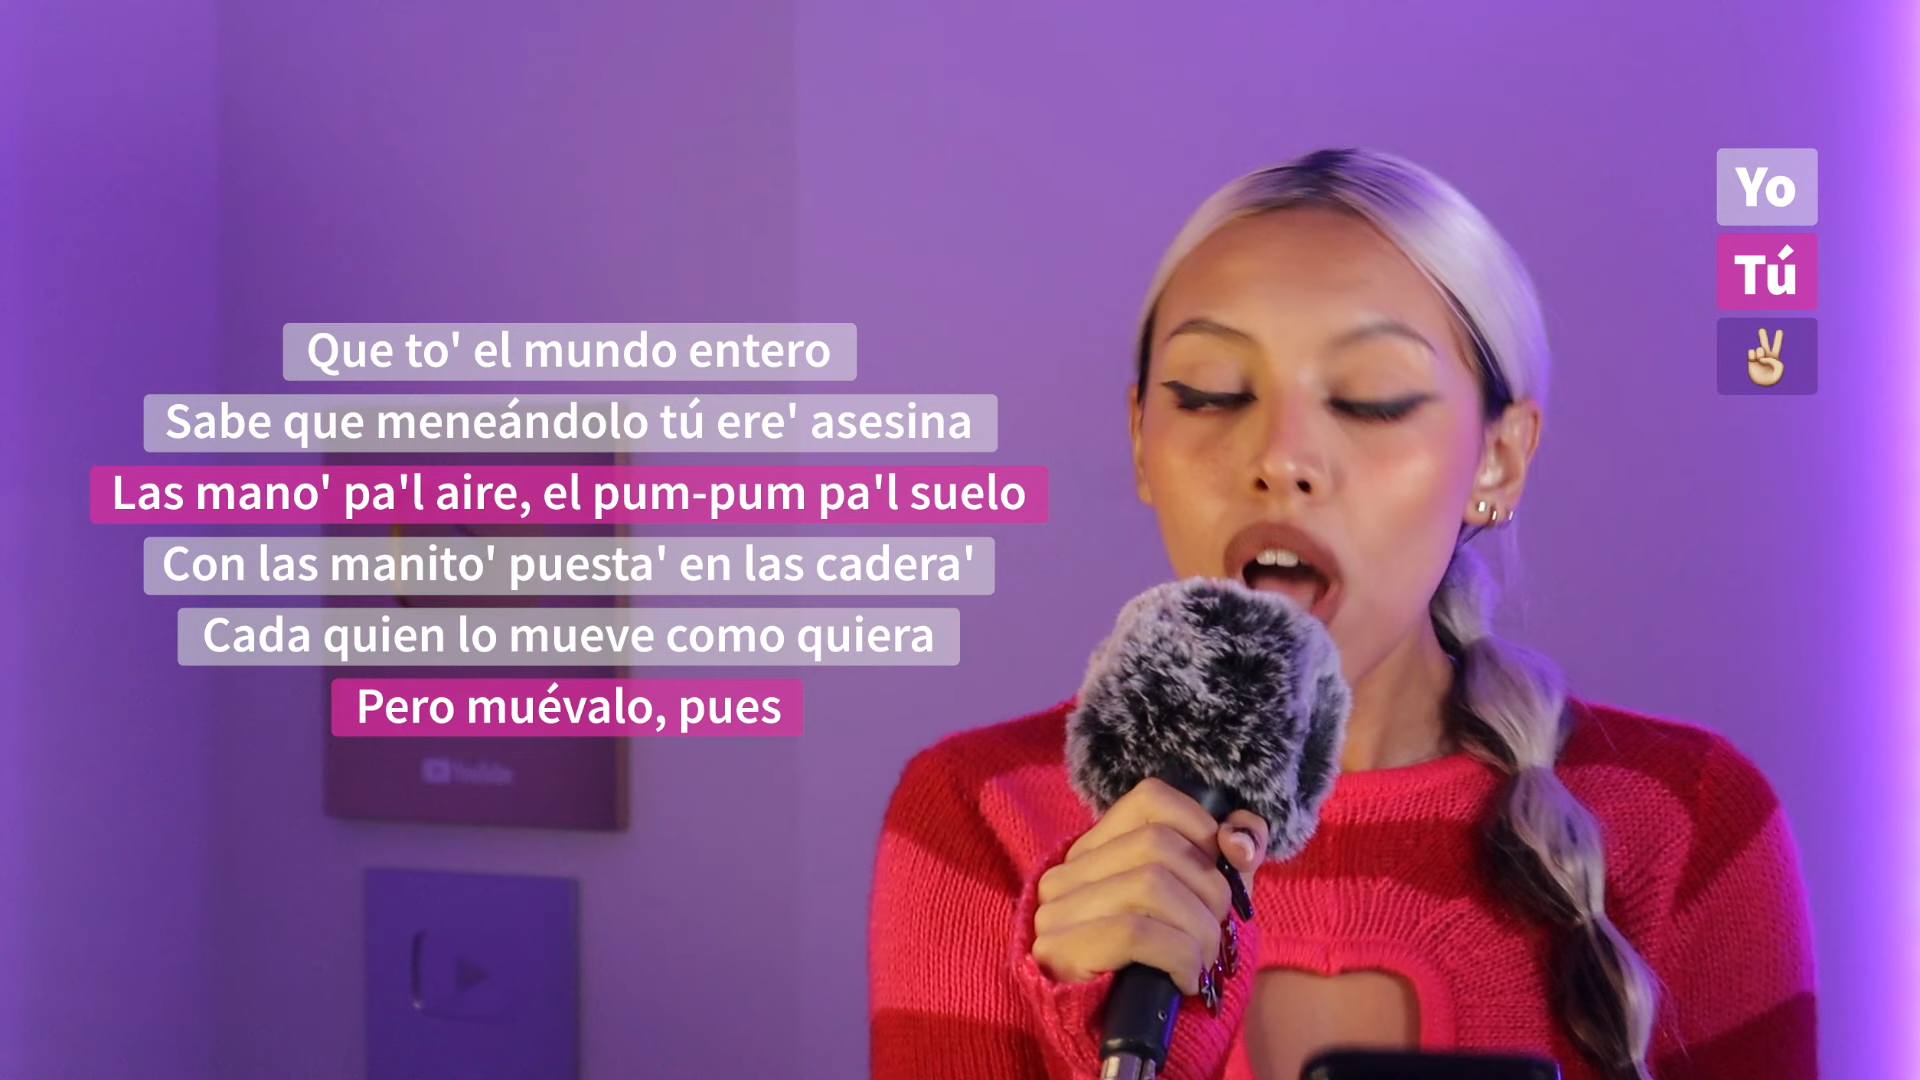 Yo
Tú
Que to' el mundo entero
Sabe que meneándolo tú ere' asesina
Las mano' pa'l aire, el pum-pum pa'l suelo
Con las manito' puesta' en las cadera'
Cada quien lo mueve como quiera
Pero muévalo, pues
YouTube